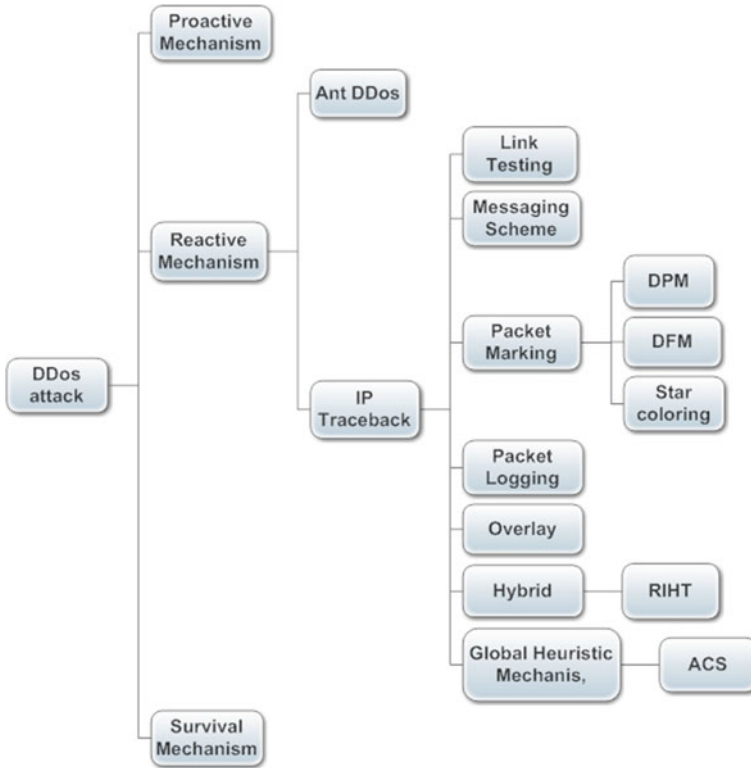 Proactive
Mechanism
Ant DDos
Link
Testing
Messaging
Scheme
Reactive
Mechanism
DPM
Packet
Marking
DFM
DDos
attack
IP
Traceback
Star
coloring
Packet
Logging
Overlay
Hybrid
RIHT
Global Heuristic
Mechanis,
ACS
Survival
Mechanism